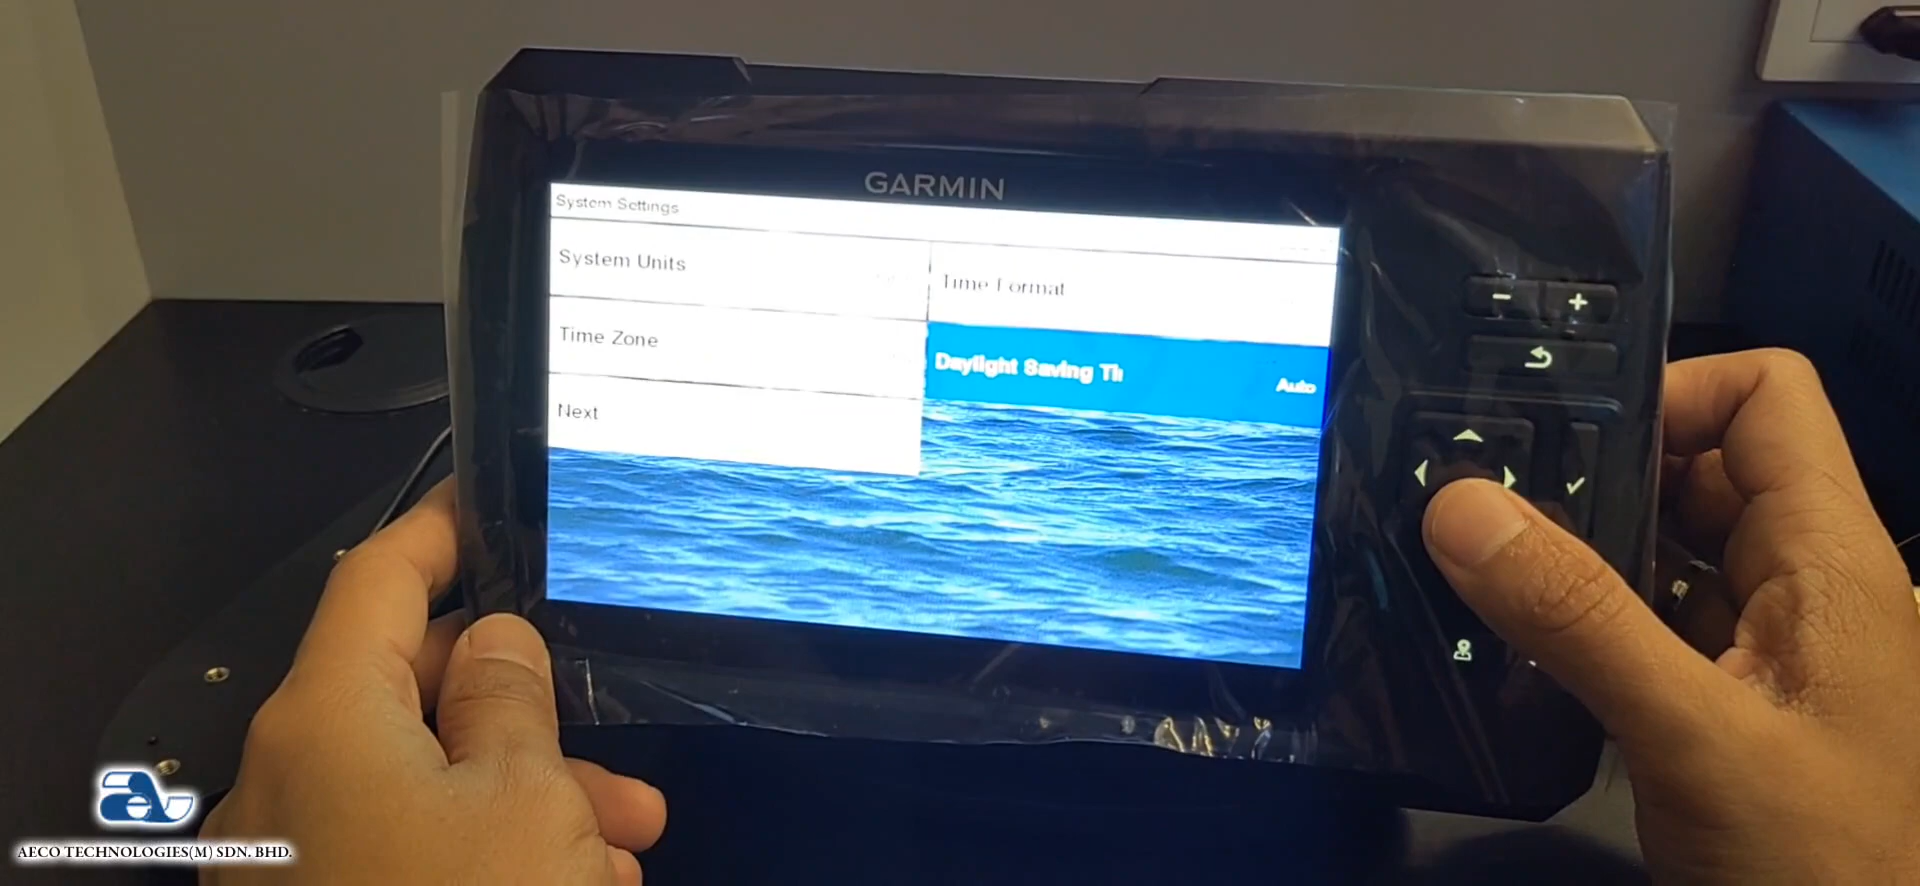 GARMIN
System Settings
System Units
Time Format
Time Zone
Daylight Saving Ti
Auto
Next
AECO TECHNOLOGIES(M) SDN. BHD.